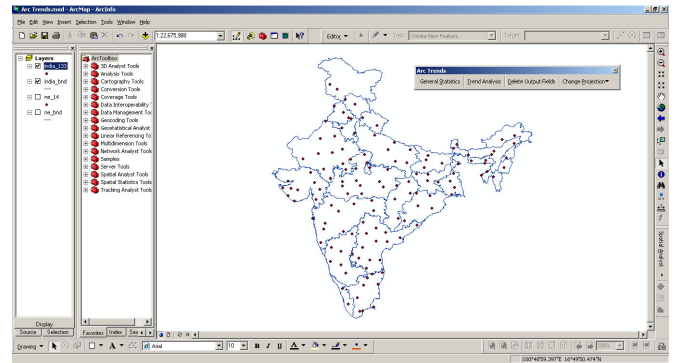 Arc Trends.mxd - ArcMap - ArcInfo
File Edit View Insert Selection Tools Window Help
1:22,675,988
Editor
Task: Create New Feature
Target:
Layers
india_133
india_bnd
ne_14
ne_bnd
Display
Source Selection
ArcToolbox
3D Analyst Tools
Analysis Tools
Cartography Tools
Conversion Tools
Coverage Tools
Data Interoperability
Data Management Too
Geocoding Tools
Geostatistical Analyst
Linear Referencing To
Multidimension Tools
Network Analyst Tools
Samples
Server Tools
Spatial Analyst Tools
Spatial Statistics Tools
Tracking Analyst Tools
Favorites Index Sea
Arc Trends
General Statistics Trend Analysis Delete Output Fields Change Projection
Spatial Analyst
Drawing
A
Arial
10
B I U A
100%
100°48'59.397"E 16°49'50.474"N